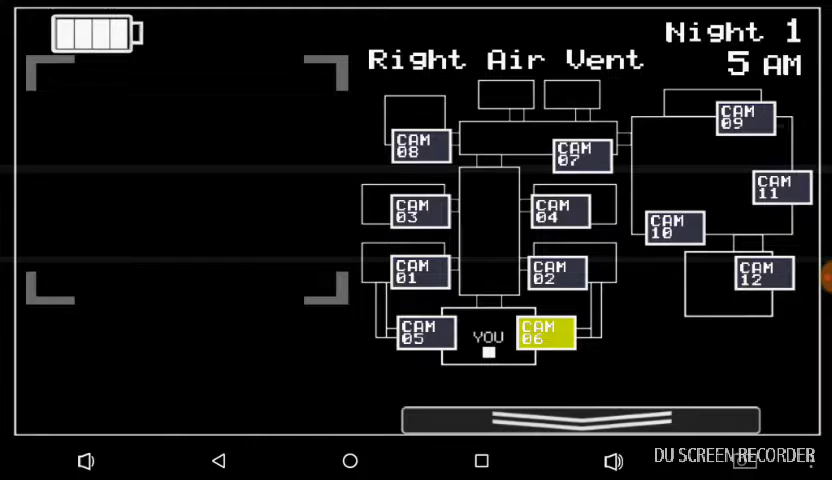 Night 1
Right Air Vent
5 AM
CAM
09
CAM
08
CAM
07
CAM
11
CAM
03
CAM
04
CAM
10
CAM
01
CAM
02
CAM
12
CAM
05
YOU
CAM
06
DU SCREEN RECORDER